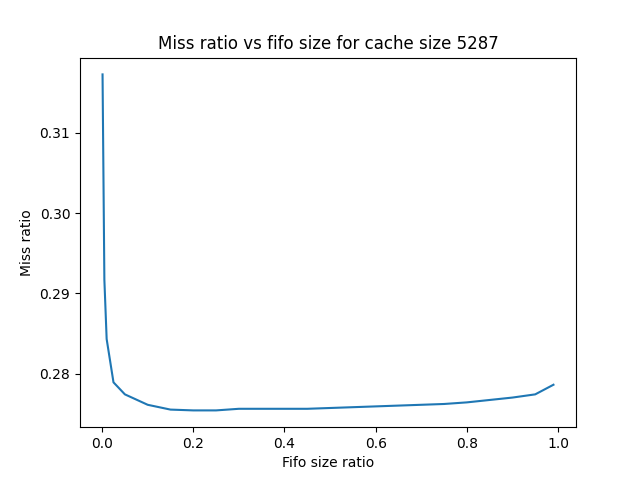 Miss ratio vs fifo size for cache size 5287
0.31
0.30
0.29
0.28
Miss ratio
0.0 0.2 0.4 0.6 0.8 1.0
Fifo size ratio